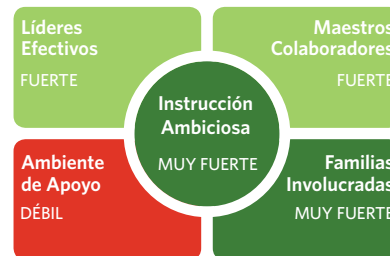 Líderes
Efectivos
FUERTE
Maestros
Colaboradores
FUERTE
Instrucción
Ambiciosa
MUY FUERTE
Ambiente
de Apoyo
DÉBIL
Familias
Involucradas
MUY FUERTE